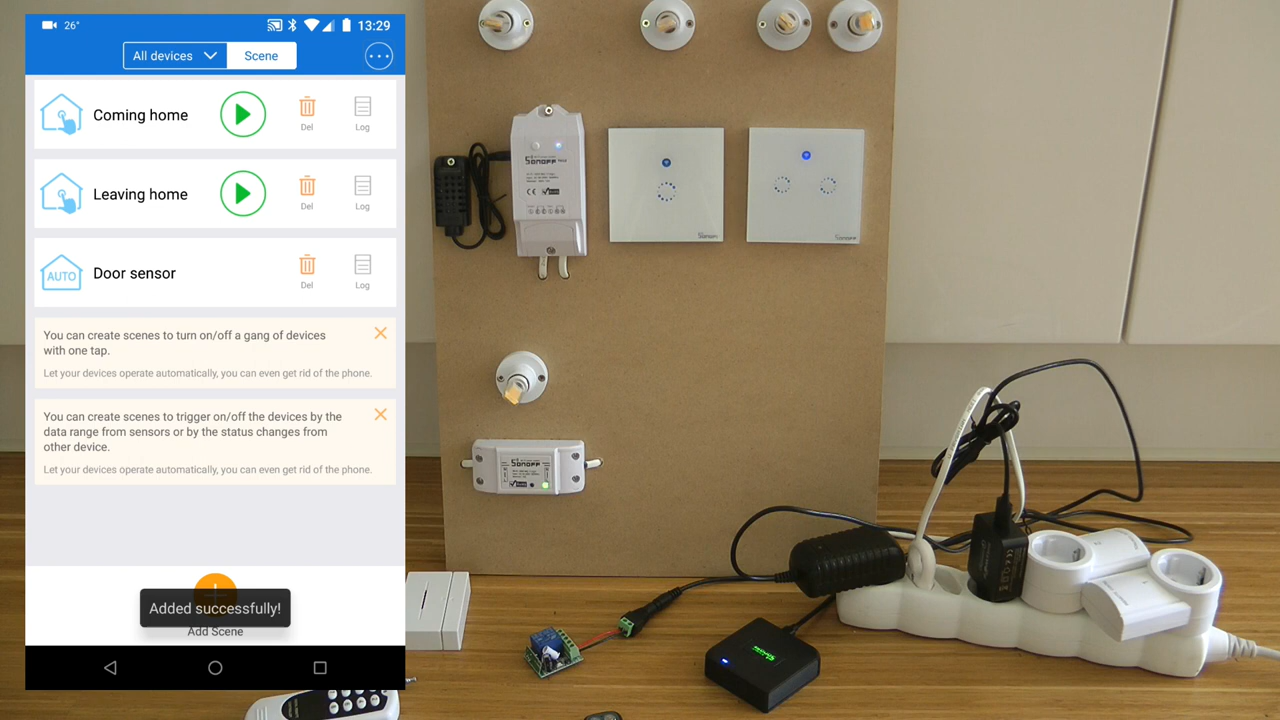 26°
13:29
All devices
Scene
Coming home
Del
Log
Leaving home
Del
Log
AUTO
Door sensor
Del
Log
You can create scenes to turn on/off a gang of devices
with one tap.
Let your devices operate automatically, you can even get rid of the phone.
You can create scenes to trigger on/off the devices by the
data range from sensors or by the status changes from
other device.
Let your devices operate automatically, you can even get rid of the phone.
Added successfully!
Add Scene
SONOFF
CE
SONOFF
SONOFF
SONOFF